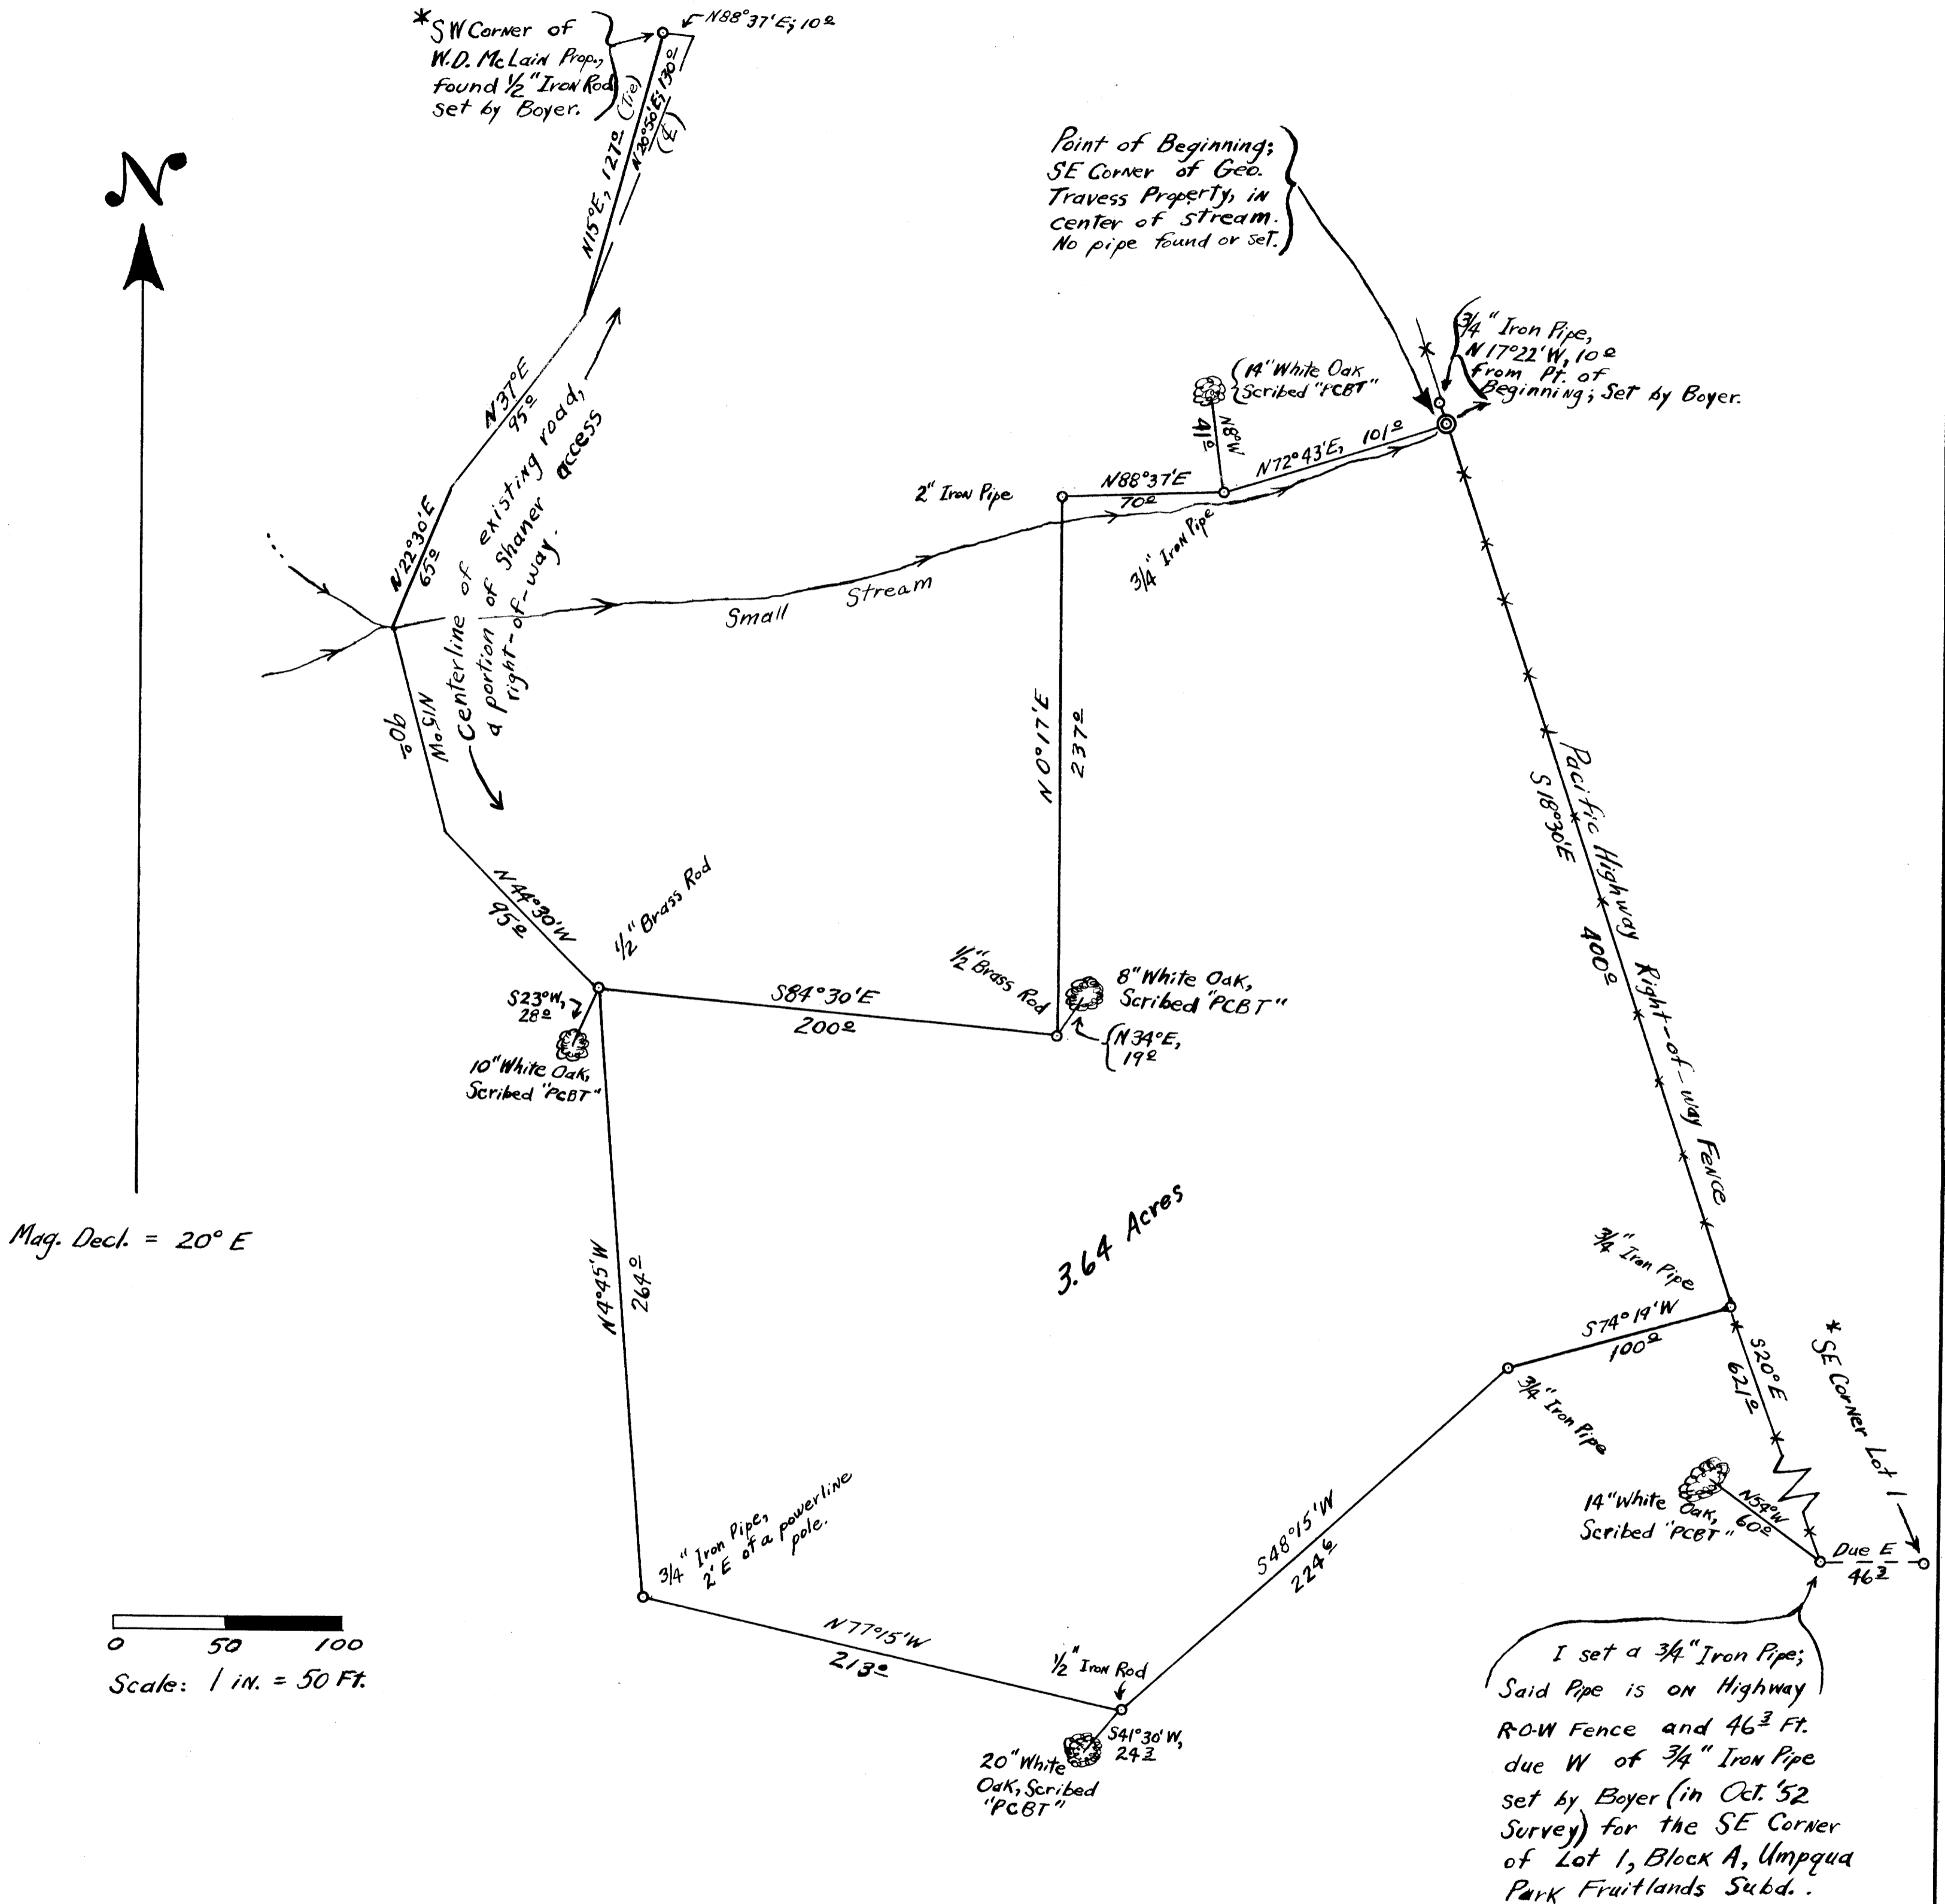 *SW Corner of
W.D. McLain Prop.,
found 1/2" Iron Rod
set by Boyer.
N88°37'E; 10 0
N15°E, 127 0 (Tie)
N20°50'E; 130 0
(℄)
Point of Beginning;
SE Corner of Geo.
Travess Property, in
center of stream.
No pipe found or set.
N
3/4" Iron Pipe,
N17°22'W, 10 0
from Pt. of
Beginning; Set by Boyer.
14" White Oak
Scribed "PCBT"
N8°W
41 0
N72°43'E, 101 0
N37°E
95 0
2" Iron Pipe
N88°37'E
70 0
3/4" Iron Pipe
N22°30'E
65 0
Centerline of existing road,
a portion of Shaner access
right-of-way.
Small Stream
N15°W
90 0
N0°17'E
237 0
Pacific Highway Right-of-way Fence
S18°30'E
400 0
N44°30'W
95 0
1/2" Brass Rod
S23°W,
28 0
10" White Oak,
Scribed "PCBT"
S84°30'E
200 0
1/2" Brass Rod
8" White Oak,
Scribed "PCBT"
N34°E,
19 0
Mag. Decl. = 20° E
N4°45'W
264 0
3.64 Acres
3/4" Iron Pipe
S74°19'W
100 0
3/4" Iron Pipe
S20°E
621 0
*SE Corner Lot 1
14" White Oak,
Scribed "PCBT"
N54°W
60 0
Due E
46 3
3/4" Iron Pipe,
2' E of a powerline
pole.
S48°15'W
224 6
N77°15'W
213 0
1/2" Iron Rod
S41°30'W,
24 3
20" White
Oak, Scribed
"PCBT"
0 50 100
Scale: 1 in. = 50 Ft.
I set a 3/4" Iron Pipe;
Said Pipe is on Highway
R-O-W Fence and 46 3 Ft.
due W of 3/4" Iron Pipe
set by Boyer (in Oct. '52
Survey) for the SE Corner
of Lot 1, Block A, Umpqua
Park Fruitlands Subd..